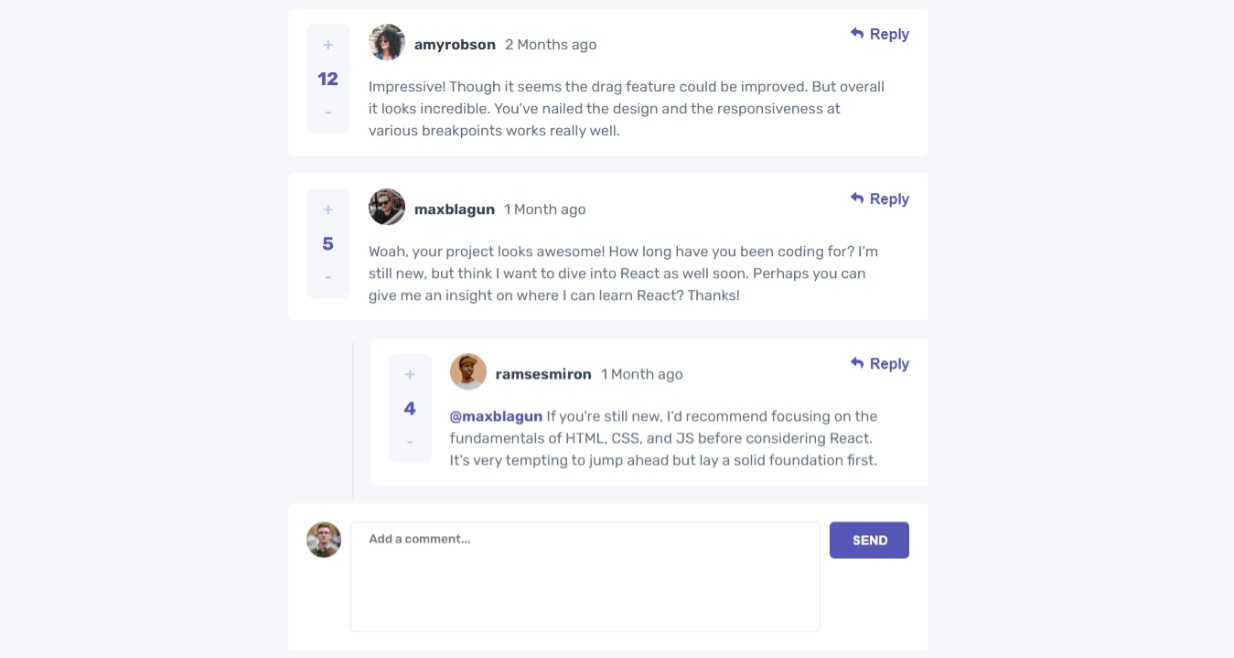 +
amyrobson 2 Months ago
Reply
12
-
Impressive! Though it seems the drag feature could be improved. But overall
it looks incredible. You've nailed the design and the responsiveness at
various breakpoints works really well.
+
maxblagun 1 Month ago
Reply
5
-
Woah, your project looks awesome! How long have you been coding for? I'm
still new, but think I want to dive into React as well soon. Perhaps you can
give me an insight on where I can learn React? Thanks!
+
ramsesmiron 1 Month ago
Reply
4
-
@maxblagun If you're still new, I'd recommend focusing on the
fundamentals of HTML, CSS, and JS before considering React.
It's very tempting to jump ahead but lay a solid foundation first.
Add a comment...
SEND